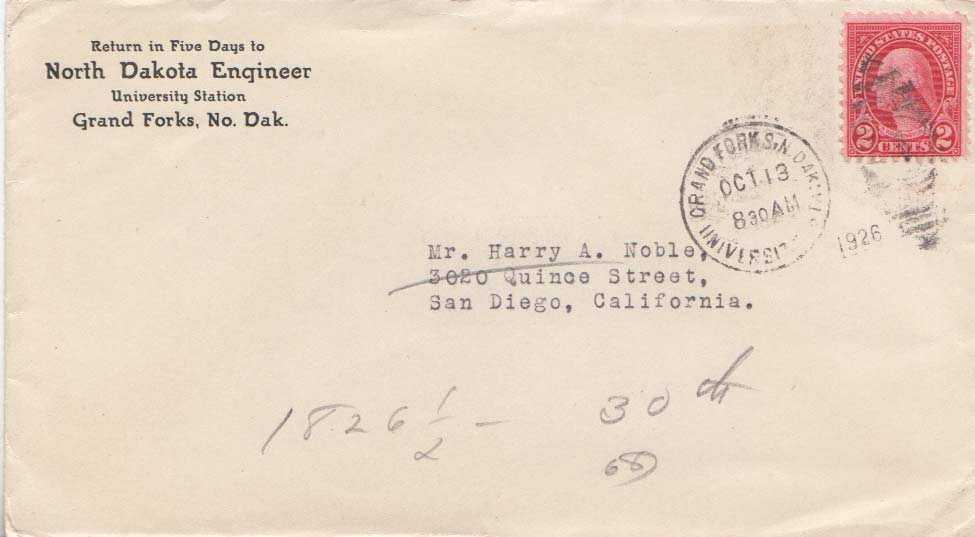 Return in Five Days to
North Dakota Engineer
University Station
Grand Forks, No. Dak.
UNITED STATES POSTAGE
2 CENTS 2
GRAND FORKS, N. DAK.
OCT 13
8 30 AM
UNIVERSITY
1926
Mr. Harry A. Noble,
3020 Quince Street,
San Diego, California.
1826 1/2 - 30th
68